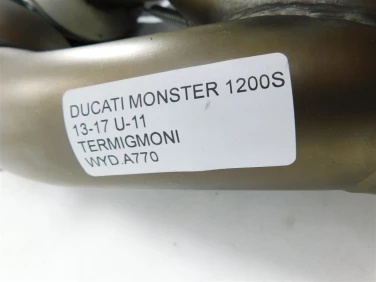 DUCATI MONSTER 1200S
13-17 U-11
TERMIGMONI
WYD.A770